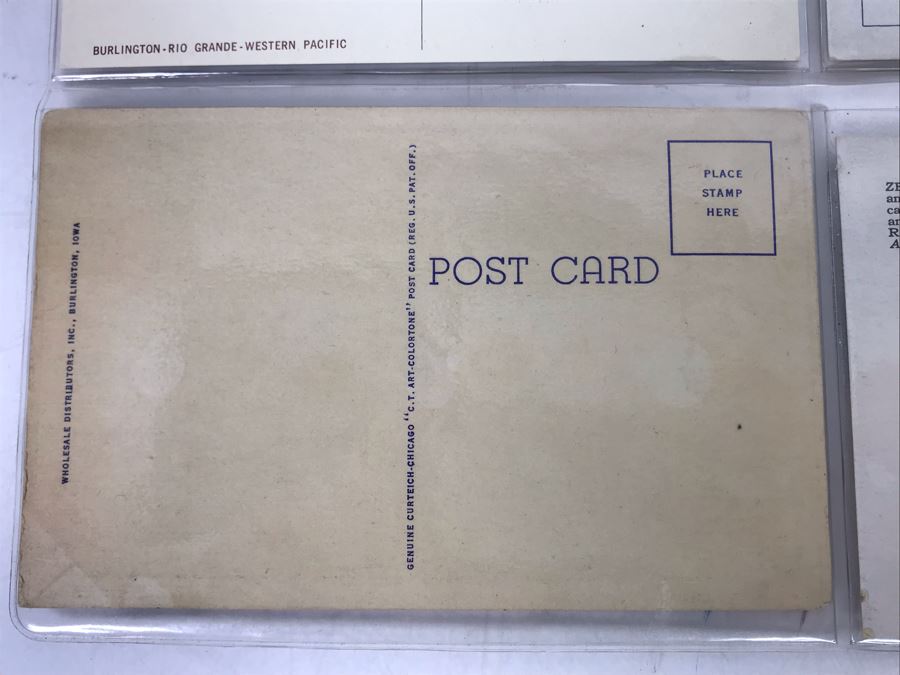 BURLINGTON-RIO GRANDE-WESTERN PACIFIC
WHOLESALE DISTRIBUTORS, INC., BURLINGTON, IOWA
GENUINE CURTEICH-CHICAGO "C.T. ART-COLORTONE" POST CARD (REG. U.S. PAT. OFF.)
POST CARD
PLACE
STAMP
HERE